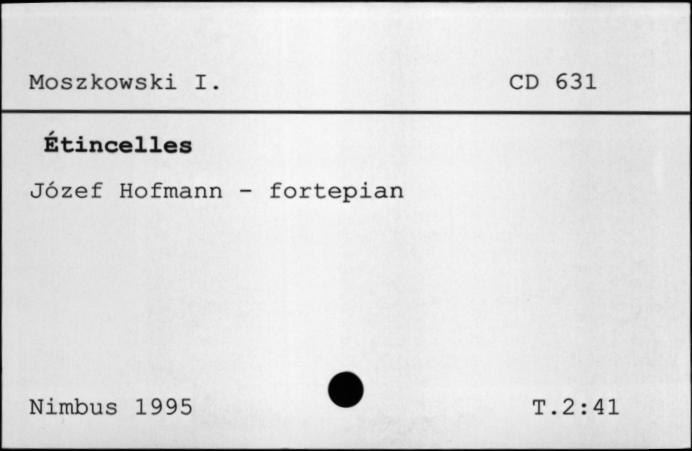 Moszkowski I. CD 631
Étincelles
Józef Hofmann - fortepian
Nimbus 1995 T.2:41